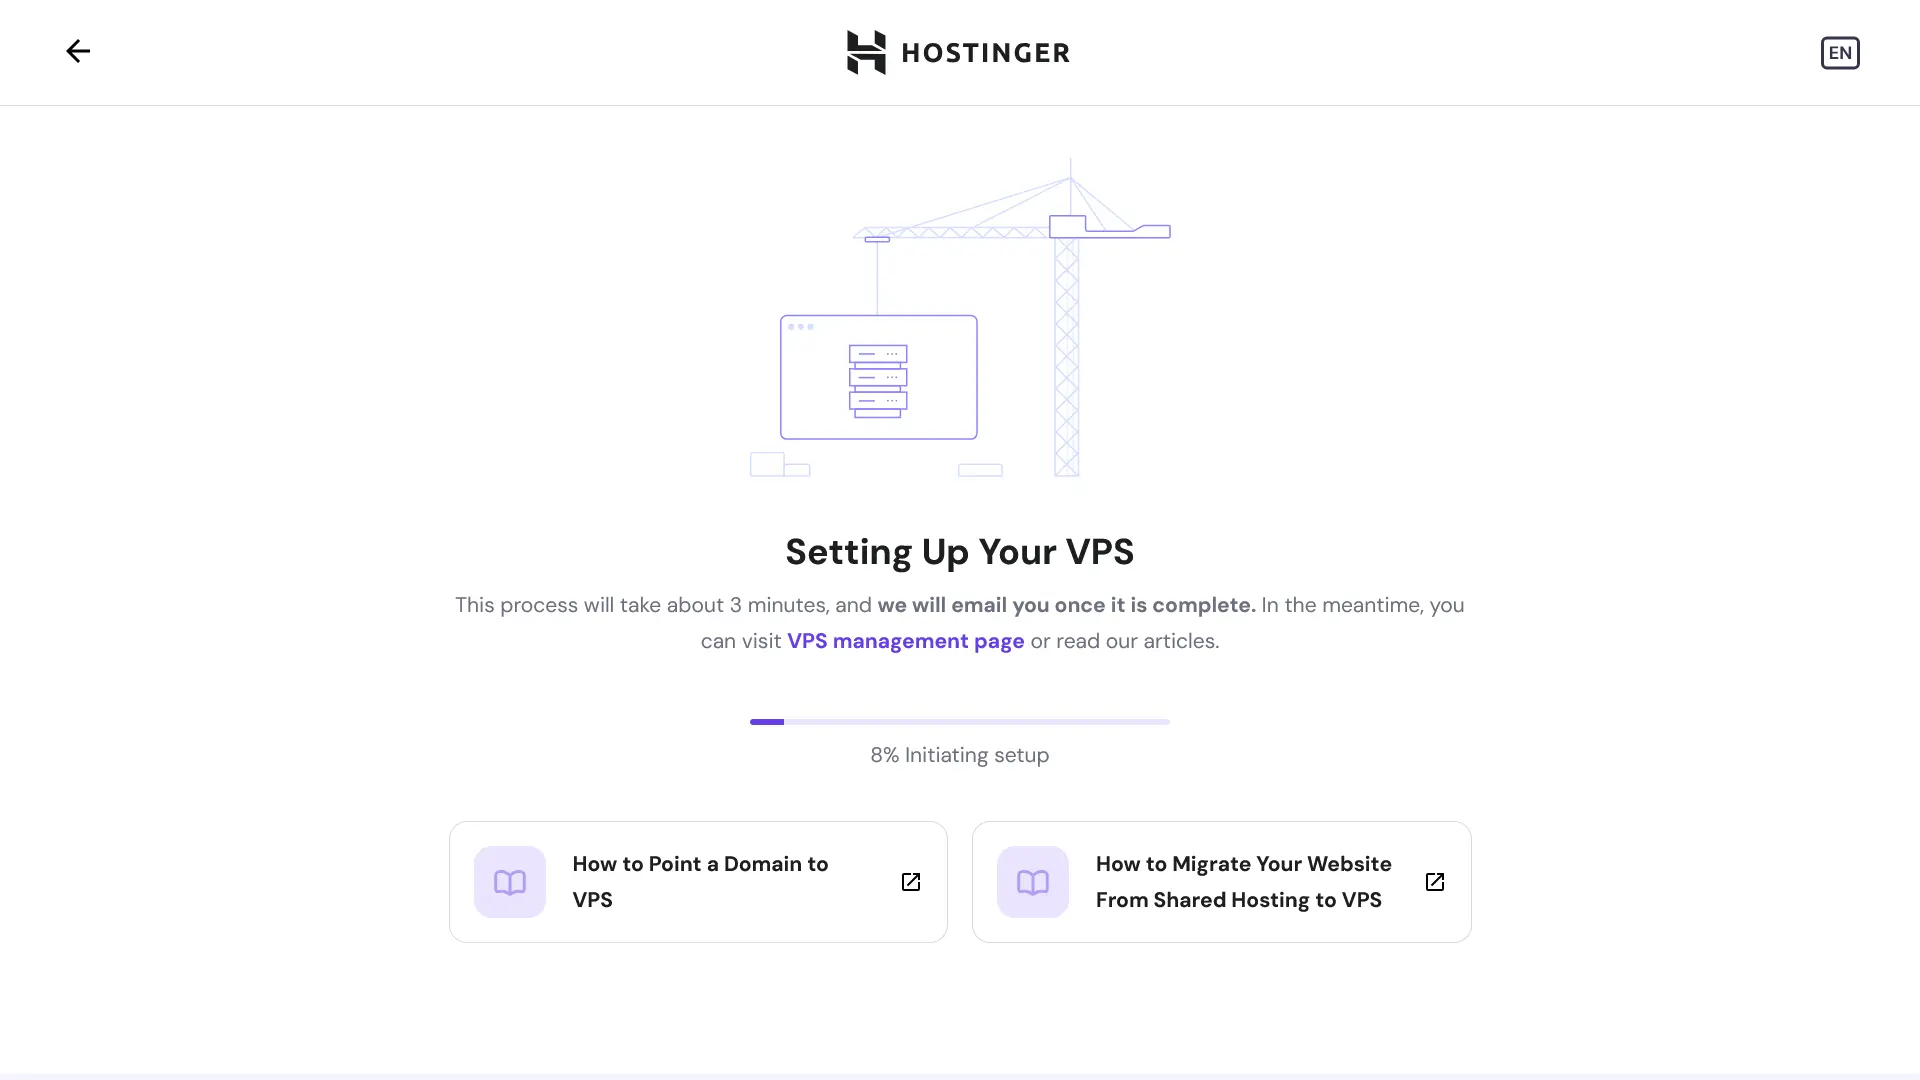 HOSTINGER
EN
Setting Up Your VPS
This process will take about 3 minutes, and we will email you once it is complete. In the meantime, you
can visit VPS management page or read our articles.
8% Initiating setup
How to Point a Domain to
VPS
How to Migrate Your Website
From Shared Hosting to VPS